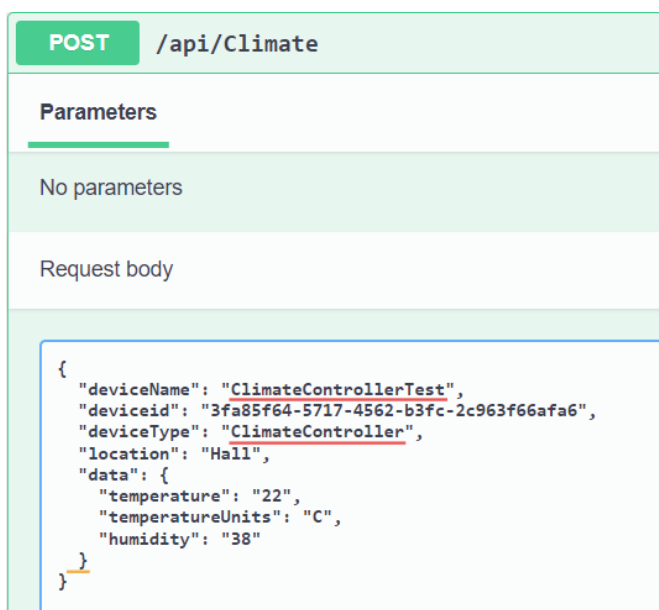 POST /api/Climate
Parameters
No parameters
Request body
{
"deviceName": "ClimateControllerTest",
"deviceid": "3fa85f64-5717-4562-b3fc-2c963f66afa6",
"deviceType": "ClimateController",
"location": "Hall",
"data": {
"temperature": "22",
"temperatureUnits": "C",
"humidity": "38"
}
}